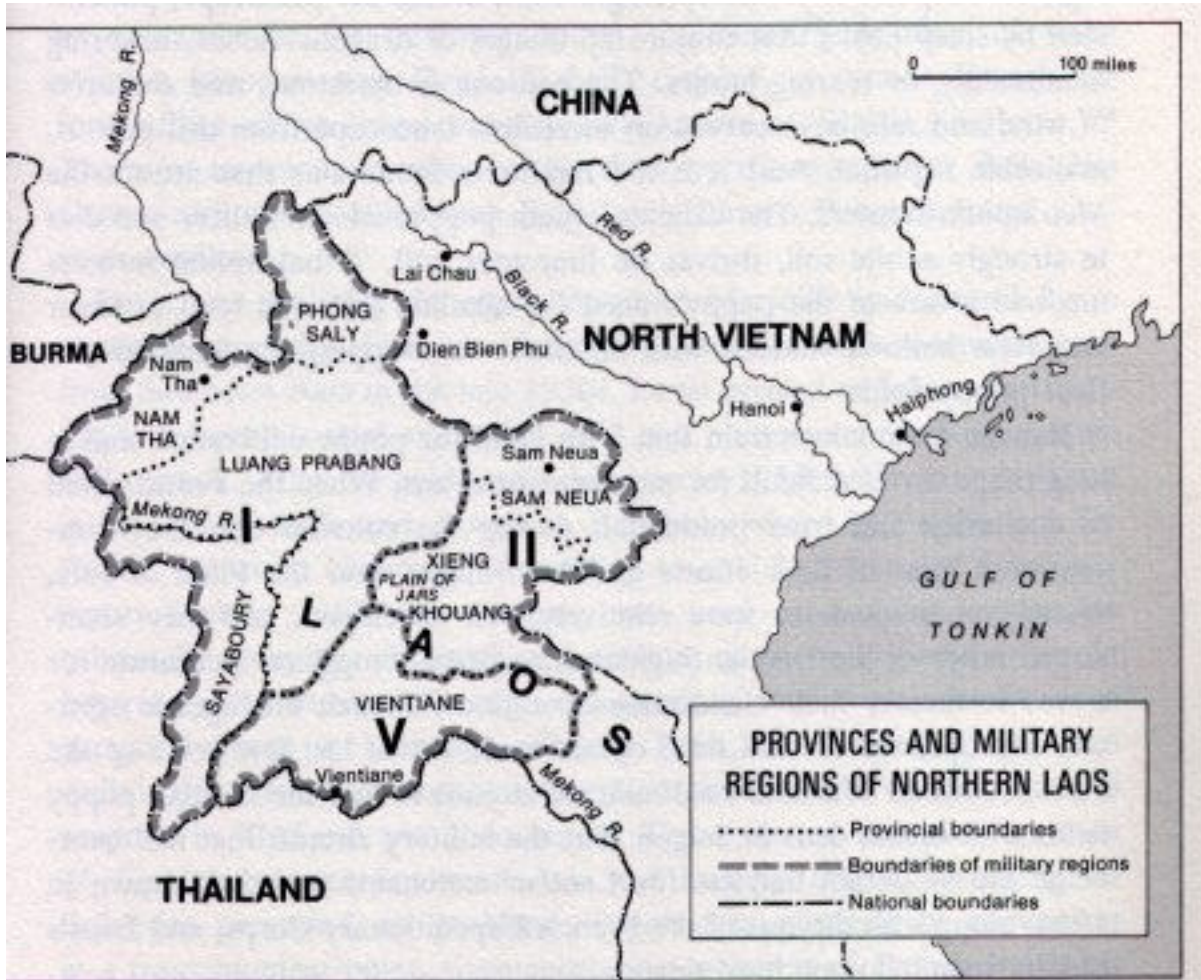 0 100 miles
Mekong R.
CHINA
Red R.
Lai Chau
Black R.
PHONG
SALY
NORTH VIETNAM
BURMA
Dien Bien Phu
Nam
Tha
Haiphong
Hanoi
NAM
THA
LUANG PRABANG
Sam Neua
SAM NEUA
Mekong R.
I
II
XIENG
PLAIN OF
JARS
KHOUANG
GULF OF
TONKIN
SAYABOURY
LAOS
VIENTIANE
V
Vientiane
Mekong R.
THAILAND
PROVINCES AND MILITARY
REGIONS OF NORTHERN LAOS
Provincial boundaries
Boundaries of military regions
National boundaries